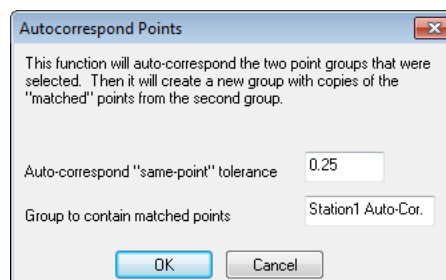 Autocorrespond Points
This function will auto-correspond the two point groups that were
selected.  Then it will create a new group with copies of the
"matched" points from the second group.
Auto-correspond "same-point" tolerance 0.25
Group to contain matched points Station1 Auto-Cor.
OK Cancel